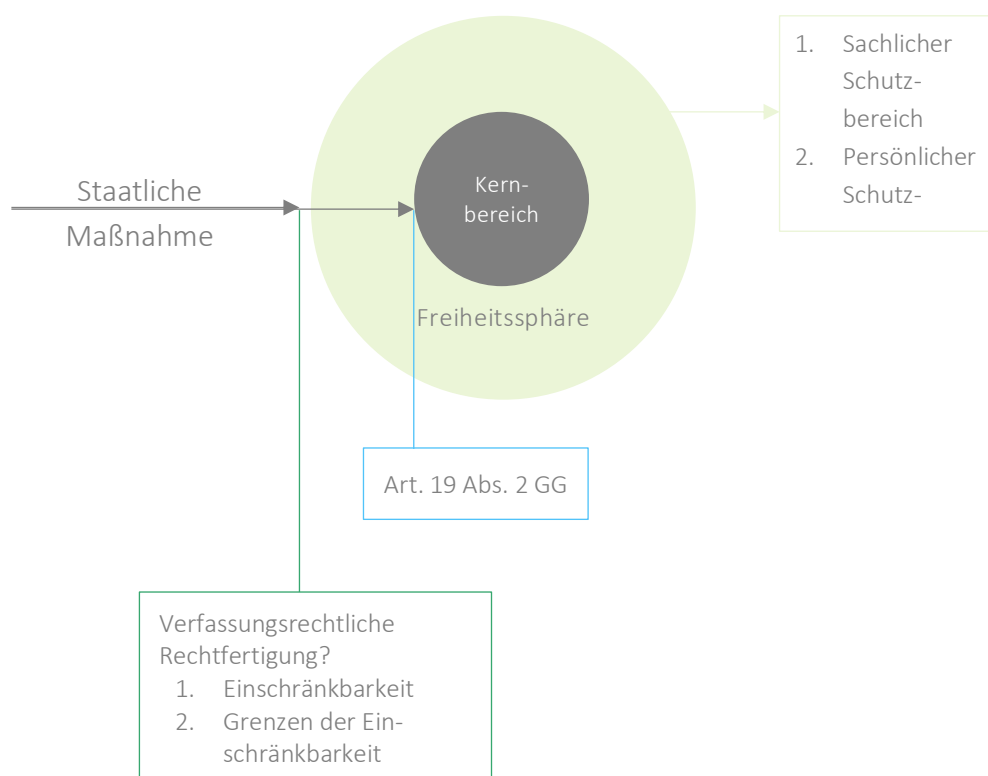 1. Sachlicher
Schutz-
bereich
2. Persönlicher
Schutz-
Kern-
bereich
Staatliche
Maßnahme
Freiheitssphäre
Art. 19 Abs. 2 GG
Verfassungsrechtliche
Rechtfertigung?
1. Einschränkbarkeit
2. Grenzen der Ein-
schränkbarkeit